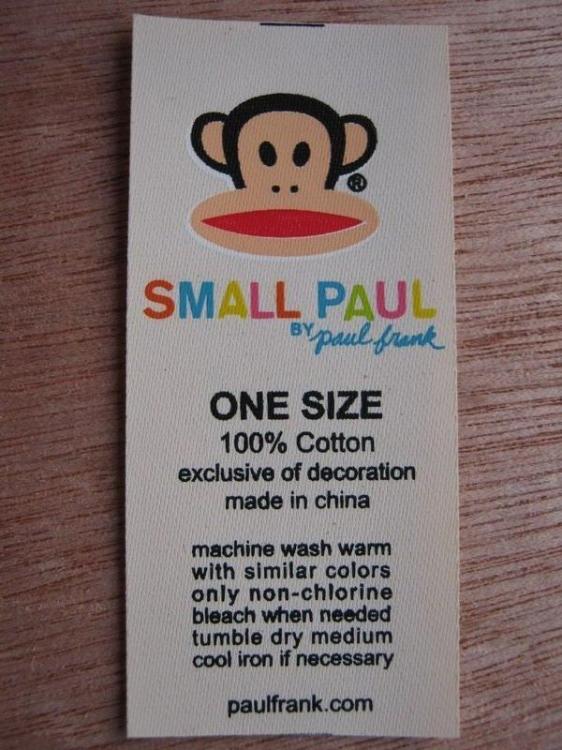 ®
SMALL PAUL
BY paul frank
ONE SIZE
100% Cotton
exclusive of decoration
made in china
machine wash warm
with similar colors
only non-chlorine
bleach when needed
tumble dry medium
cool iron if necessary
paulfrank.com